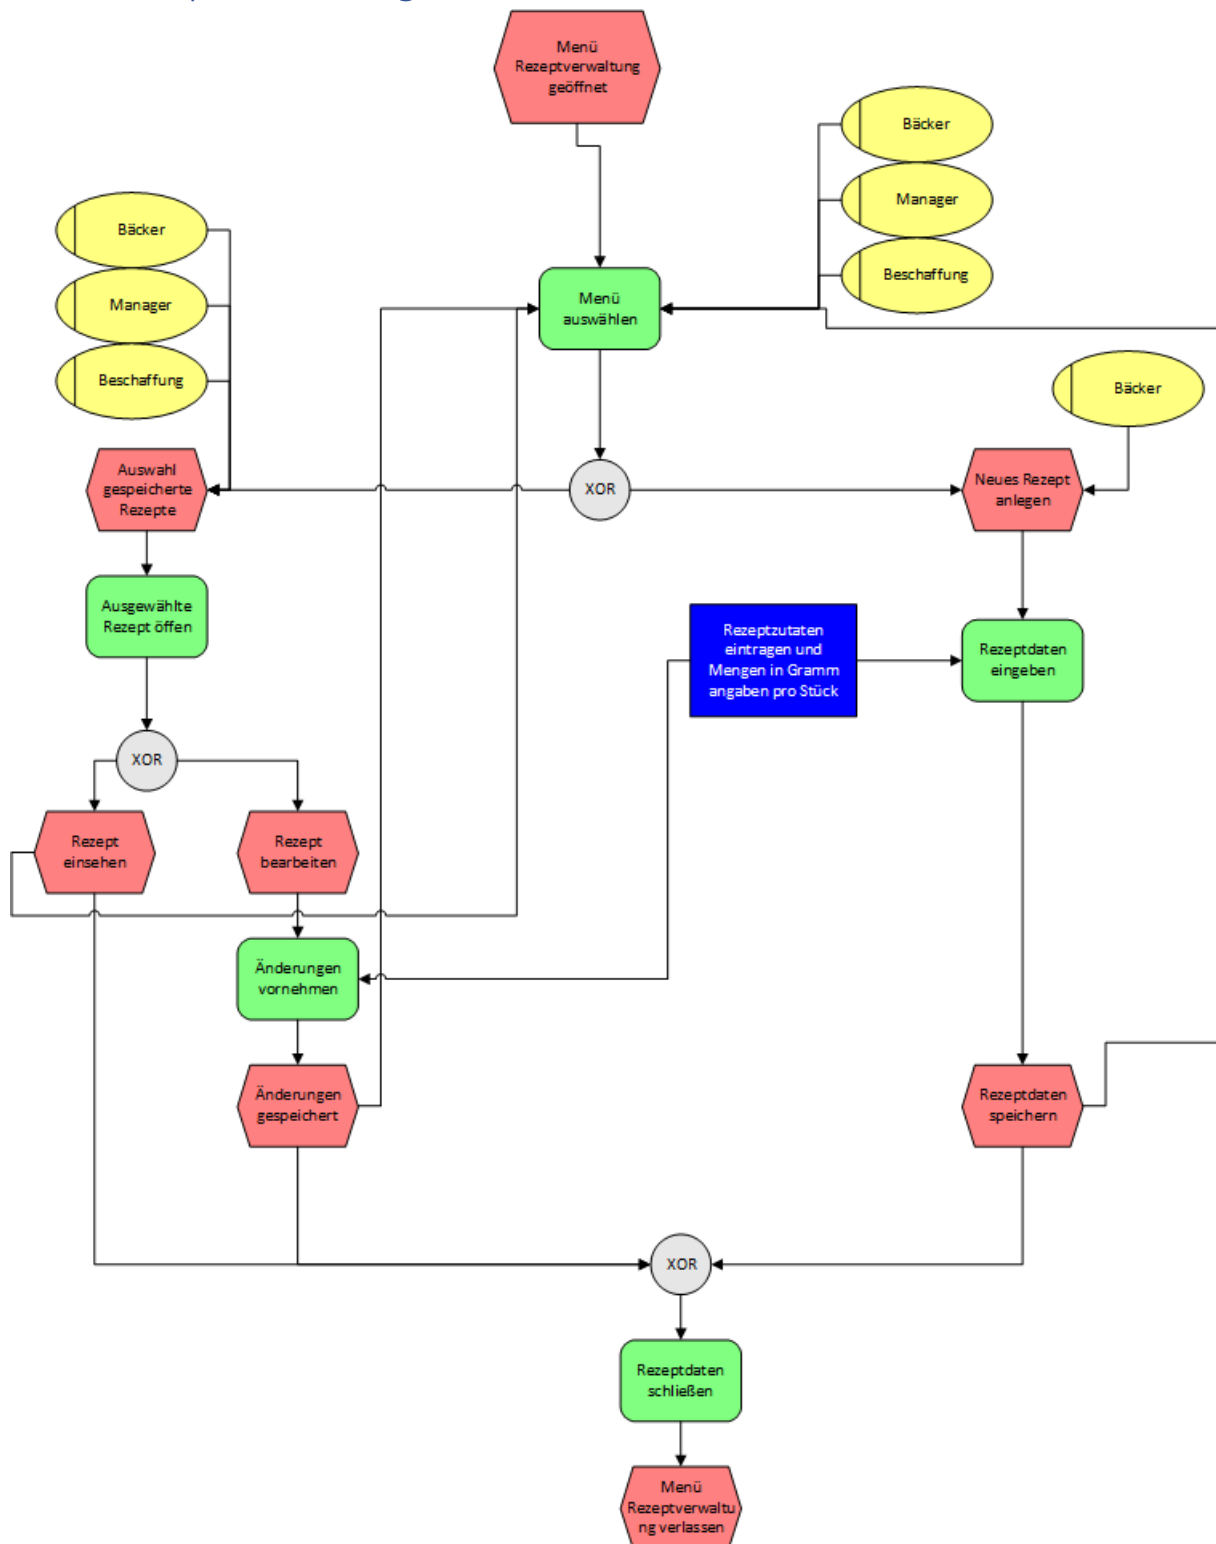 Menü
Rezeptverwaltung
geöffnet
Bäcker
Manager
Beschaffung
Bäcker
Manager
Beschaffung
Menü
auswählen
Bäcker
Auswahl
gespeicherte
Rezepte
XOR
Neues Rezept
anlegen
Ausgewählte
Rezept öffen
Rezeptzutaten
eintragen und
Mengen in Gramm
angaben pro Stück
Rezeptdaten
eingeben
XOR
Rezept
einsehen
Rezept
bearbeiten
Änderungen
vornehmen
Änderungen
gespeichert
Rezeptdaten
speichern
XOR
Rezeptdaten
schließen
Menü
Rezeptverwaltu
ng verlassen